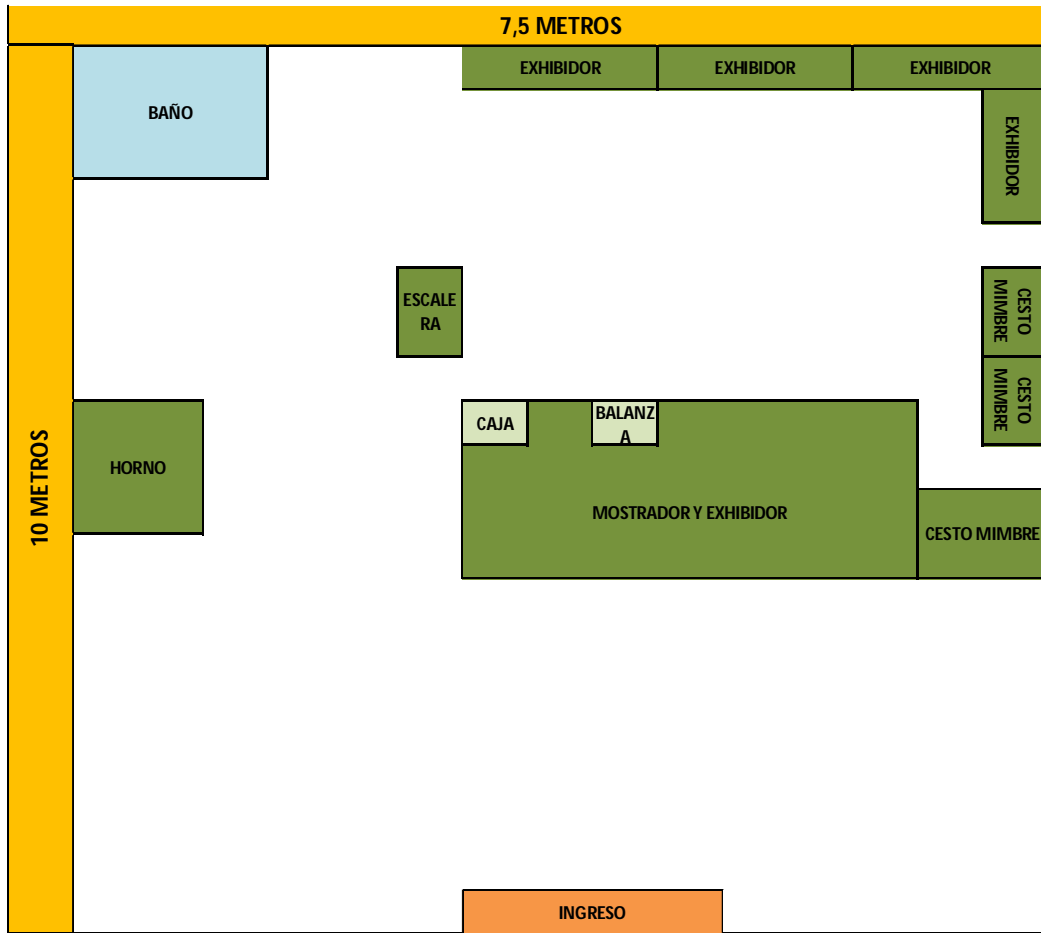 7,5 METROS
EXHIBIDOR
EXHIBIDOR
EXHIBIDOR
BAÑO
EXHIBIDOR
ESCALE
RA
CESTO
MIMBRE
CESTO
MIMBRE
10 METROS
HORNO
CAJA
BALANZ
A
MOSTRADOR Y EXHIBIDOR
CESTO MIMBRE
INGRESO